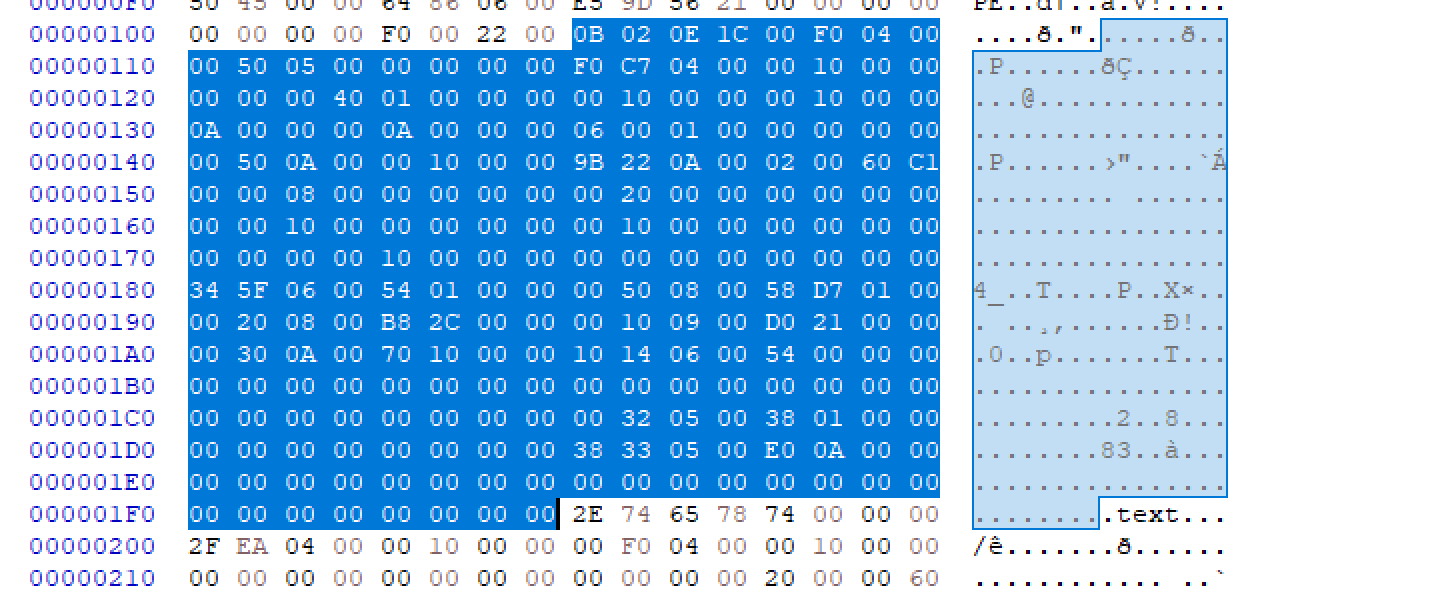 000000F0 50 45 00 00 64 86 06 00 E5 9D 56 21 00 00 00 00 PE..d†..å.V!....
00000100 00 00 00 00 F0 00 22 00 0B 02 0E 1C 00 F0 04 00 ....ð."......ð..
00000110 00 50 05 00 00 00 00 00 F0 C7 04 00 00 10 00 00 .P......ðÇ......
00000120 00 00 00 40 01 00 00 00 00 10 00 00 00 10 00 00 ...@............
00000130 0A 00 00 00 0A 00 00 00 06 00 01 00 00 00 00 00 ................
00000140 00 50 0A 00 00 10 00 00 9B 22 0A 00 02 00 60 C1 .P......›"....`Á
00000150 00 00 08 00 00 00 00 00 00 20 00 00 00 00 00 00 ......... ......
00000160 00 00 10 00 00 00 00 00 00 10 00 00 00 00 00 00 ................
00000170 00 00 00 00 10 00 00 00 00 00 00 00 00 00 00 00 ................
00000180 34 5F 06 00 54 01 00 00 00 50 08 00 58 D7 01 00 4_..T....P..X×..
00000190 00 20 08 00 B8 2C 00 00 00 10 09 00 D0 21 00 00 . ..¸,......Ð!..
000001A0 00 30 0A 00 70 10 00 00 10 14 06 00 54 00 00 00 .0..p.......T...
000001B0 00 00 00 00 00 00 00 00 00 00 00 00 00 00 00 00 ................
000001C0 00 00 00 00 00 00 00 00 00 32 05 00 38 01 00 00 .........2..8...
000001D0 00 00 00 00 00 00 00 00 38 33 05 00 E0 0A 00 00 ........83..à...
000001E0 00 00 00 00 00 00 00 00 00 00 00 00 00 00 00 00 ................
000001F0 00 00 00 00 00 00 00 00 2E 74 65 78 74 00 00 00 .........text...
00000200 2F EA 04 00 00 10 00 00 00 F0 04 00 00 10 00 00 /ê.......ð......
00000210 00 00 00 00 00 00 00 00 00 00 00 00 20 00 00 60 ............ ..`